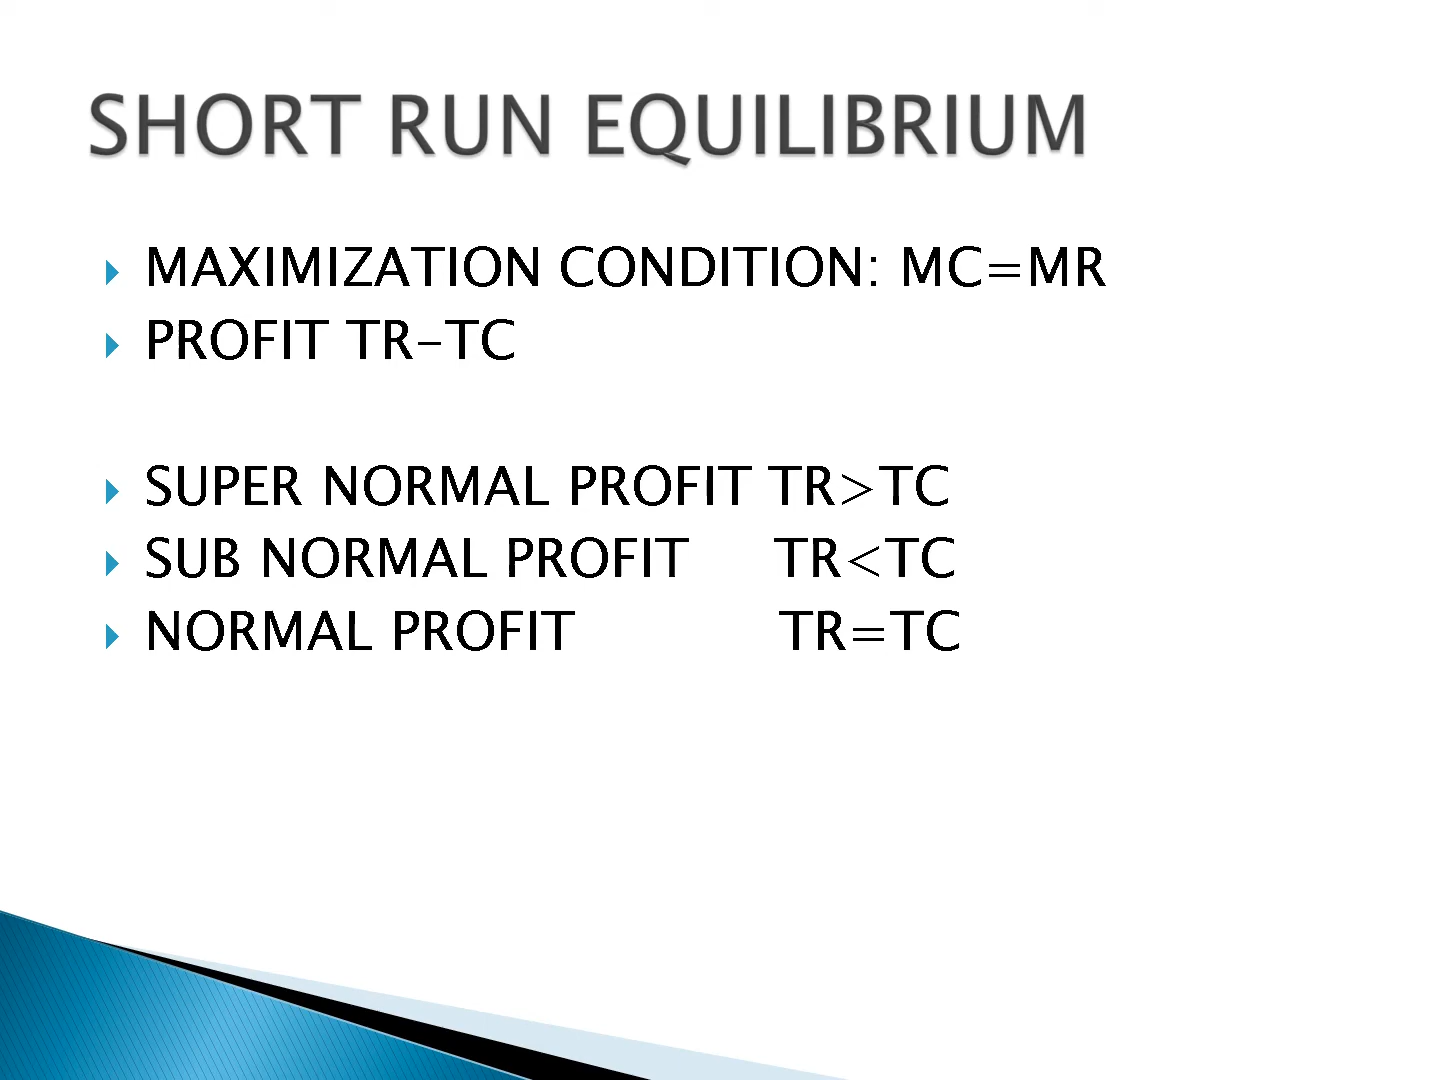 SHORT RUN EQUILIBRIUM
MAXIMIZATION CONDITION: MC=MR
PROFIT TR-TC
SUPER NORMAL PROFIT TR>TC
SUB NORMAL PROFIT TR<TC
NORMAL PROFIT TR=TC